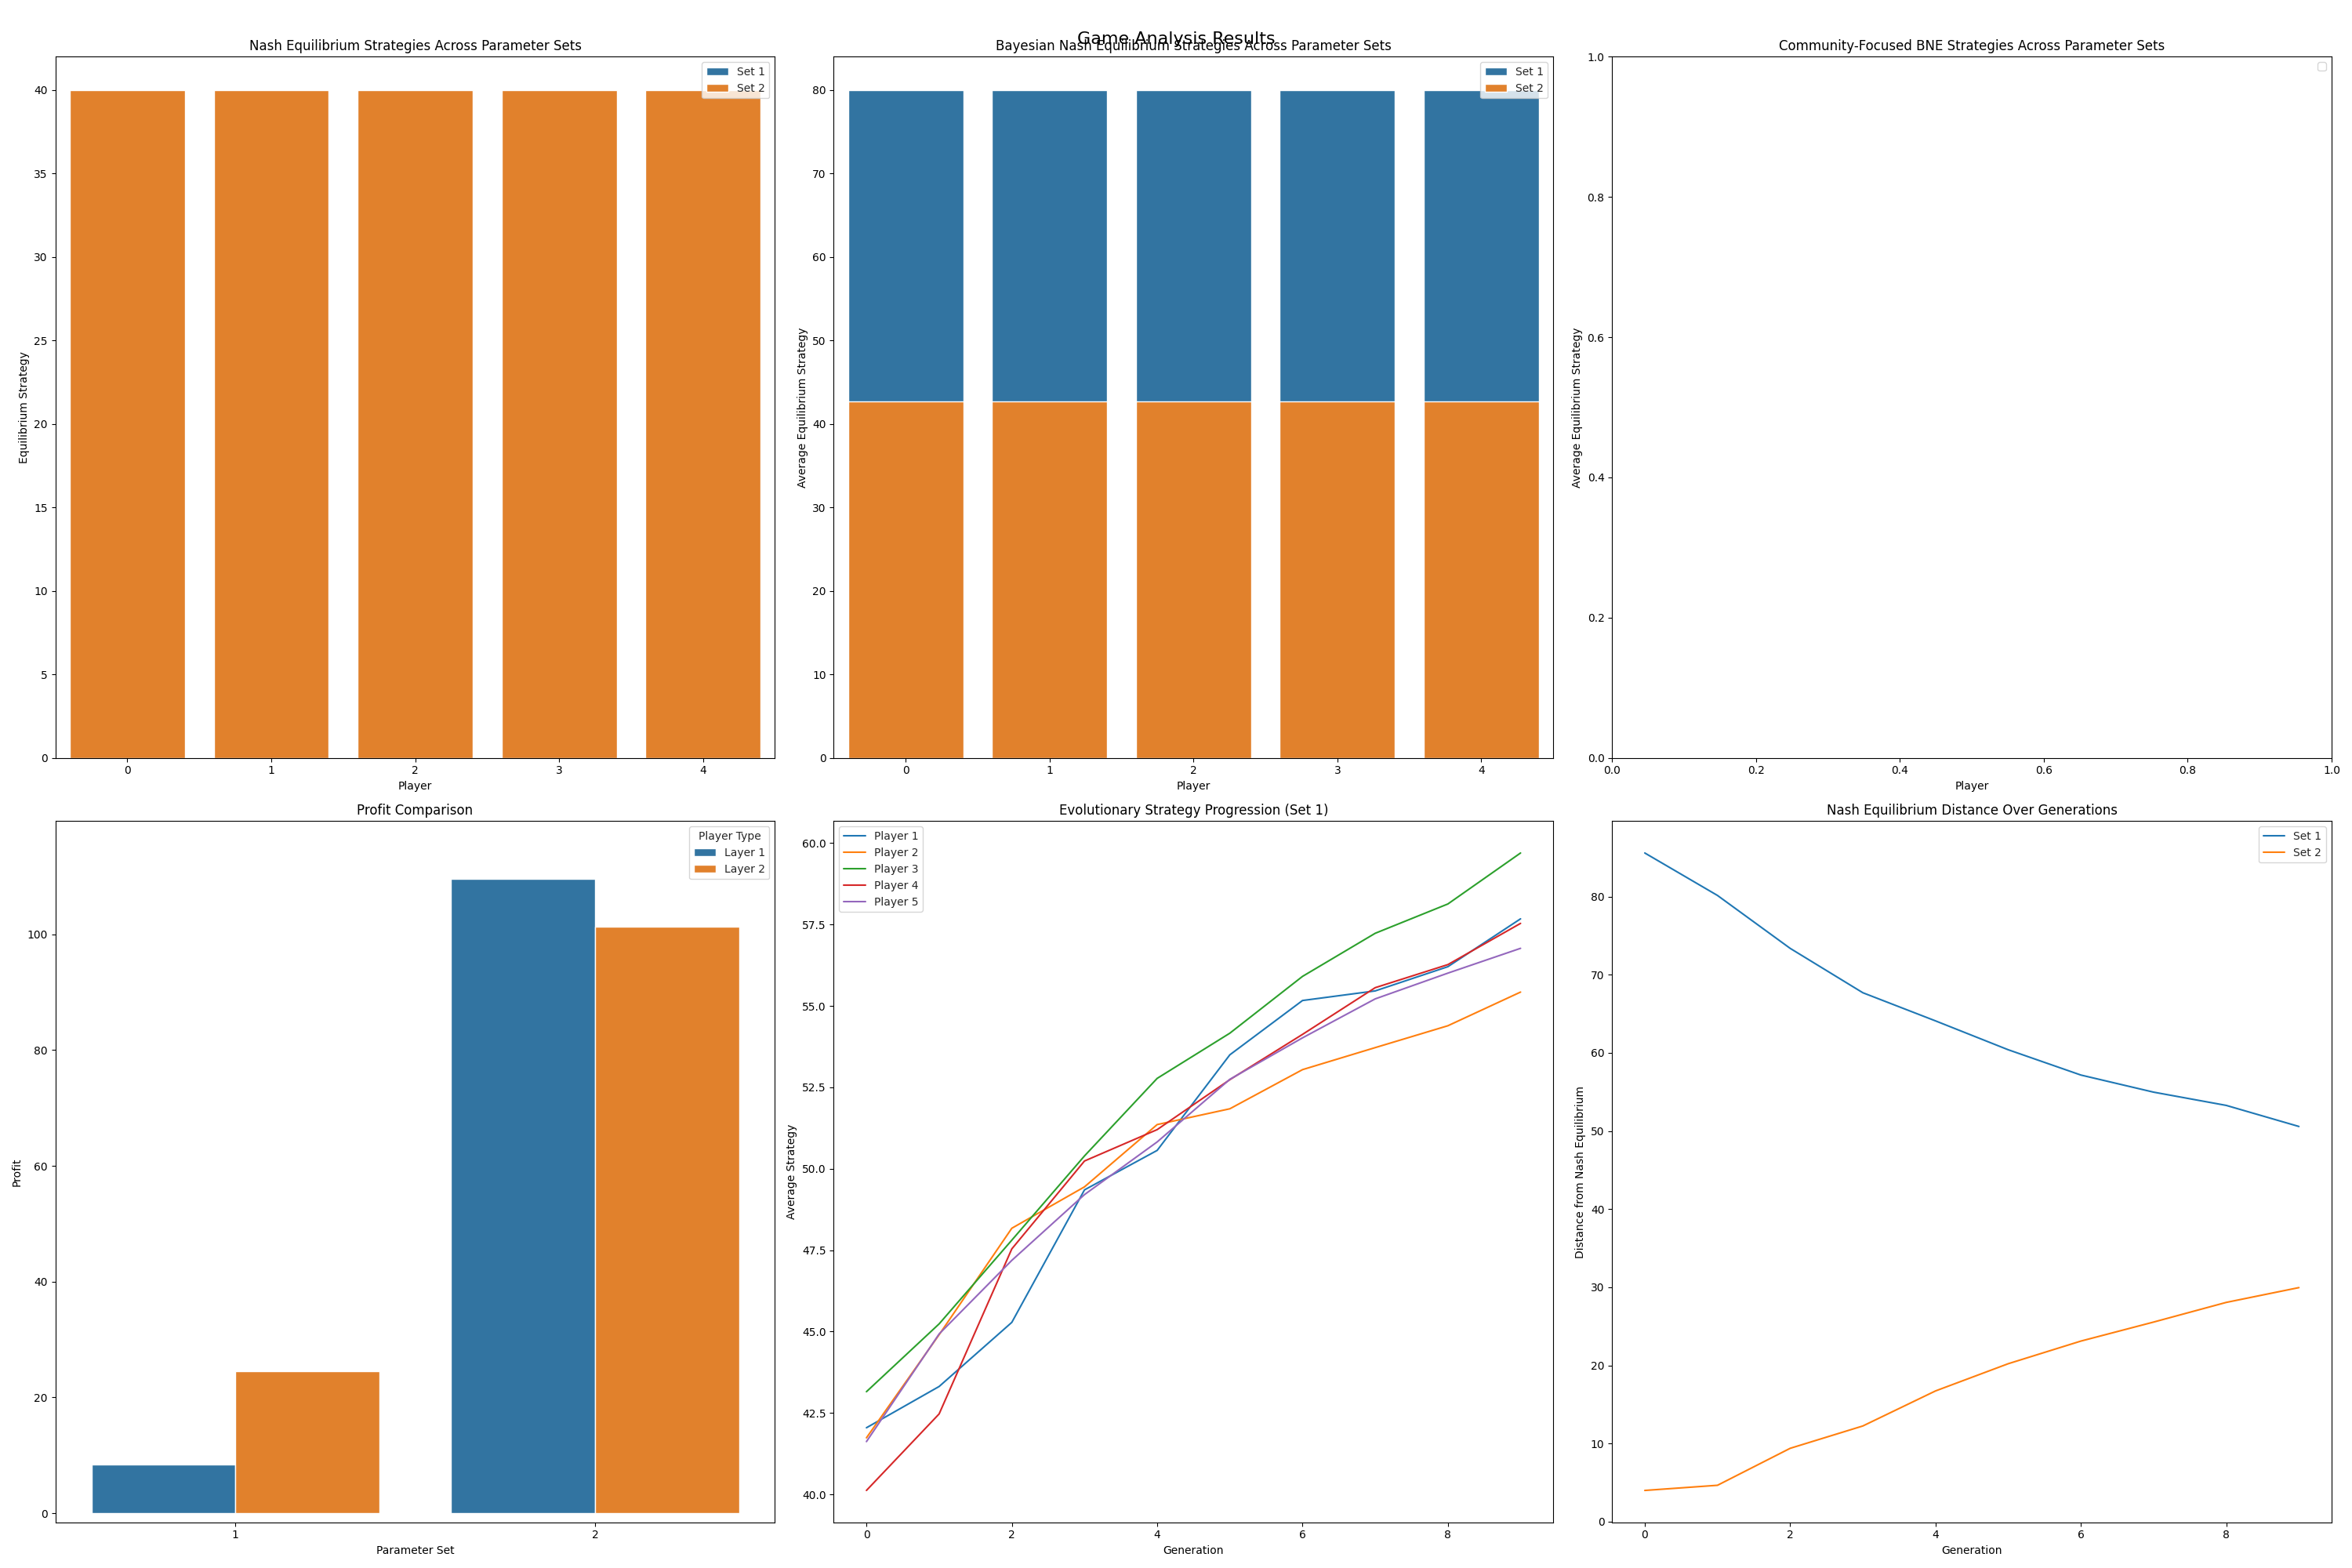 Game Analysis Results
Nash Equilibrium Strategies Across Parameter Sets
Set 1
Set 2
40
35
30
25
20
15
10
5
0
Equilibrium Strategy
0 1 2 3 4
Player
Bayesian Nash Equilibrium Strategies Across Parameter Sets
Set 1
Set 2
80
70
60
50
40
30
20
10
0
Average Equilibrium Strategy
0 1 2 3 4
Player
Community-Focused BNE Strategies Across Parameter Sets
1.0
0.8
0.6
0.4
0.2
0.0
Average Equilibrium Strategy
0.0 0.2 0.4 0.6 0.8 1.0
Player
Profit Comparison
Player Type
Layer 1
Layer 2
100
80
60
40
20
0
Profit
1 2
Parameter Set
Evolutionary Strategy Progression (Set 1)
Player 1
Player 2
Player 3
Player 4
Player 5
60.0
57.5
55.0
52.5
50.0
47.5
45.0
42.5
40.0
Average Strategy
0 2 4 6 8
Generation
Nash Equilibrium Distance Over Generations
Set 1
Set 2
80
70
60
50
40
30
20
10
0
Distance from Nash Equilibrium
0 2 4 6 8
Generation